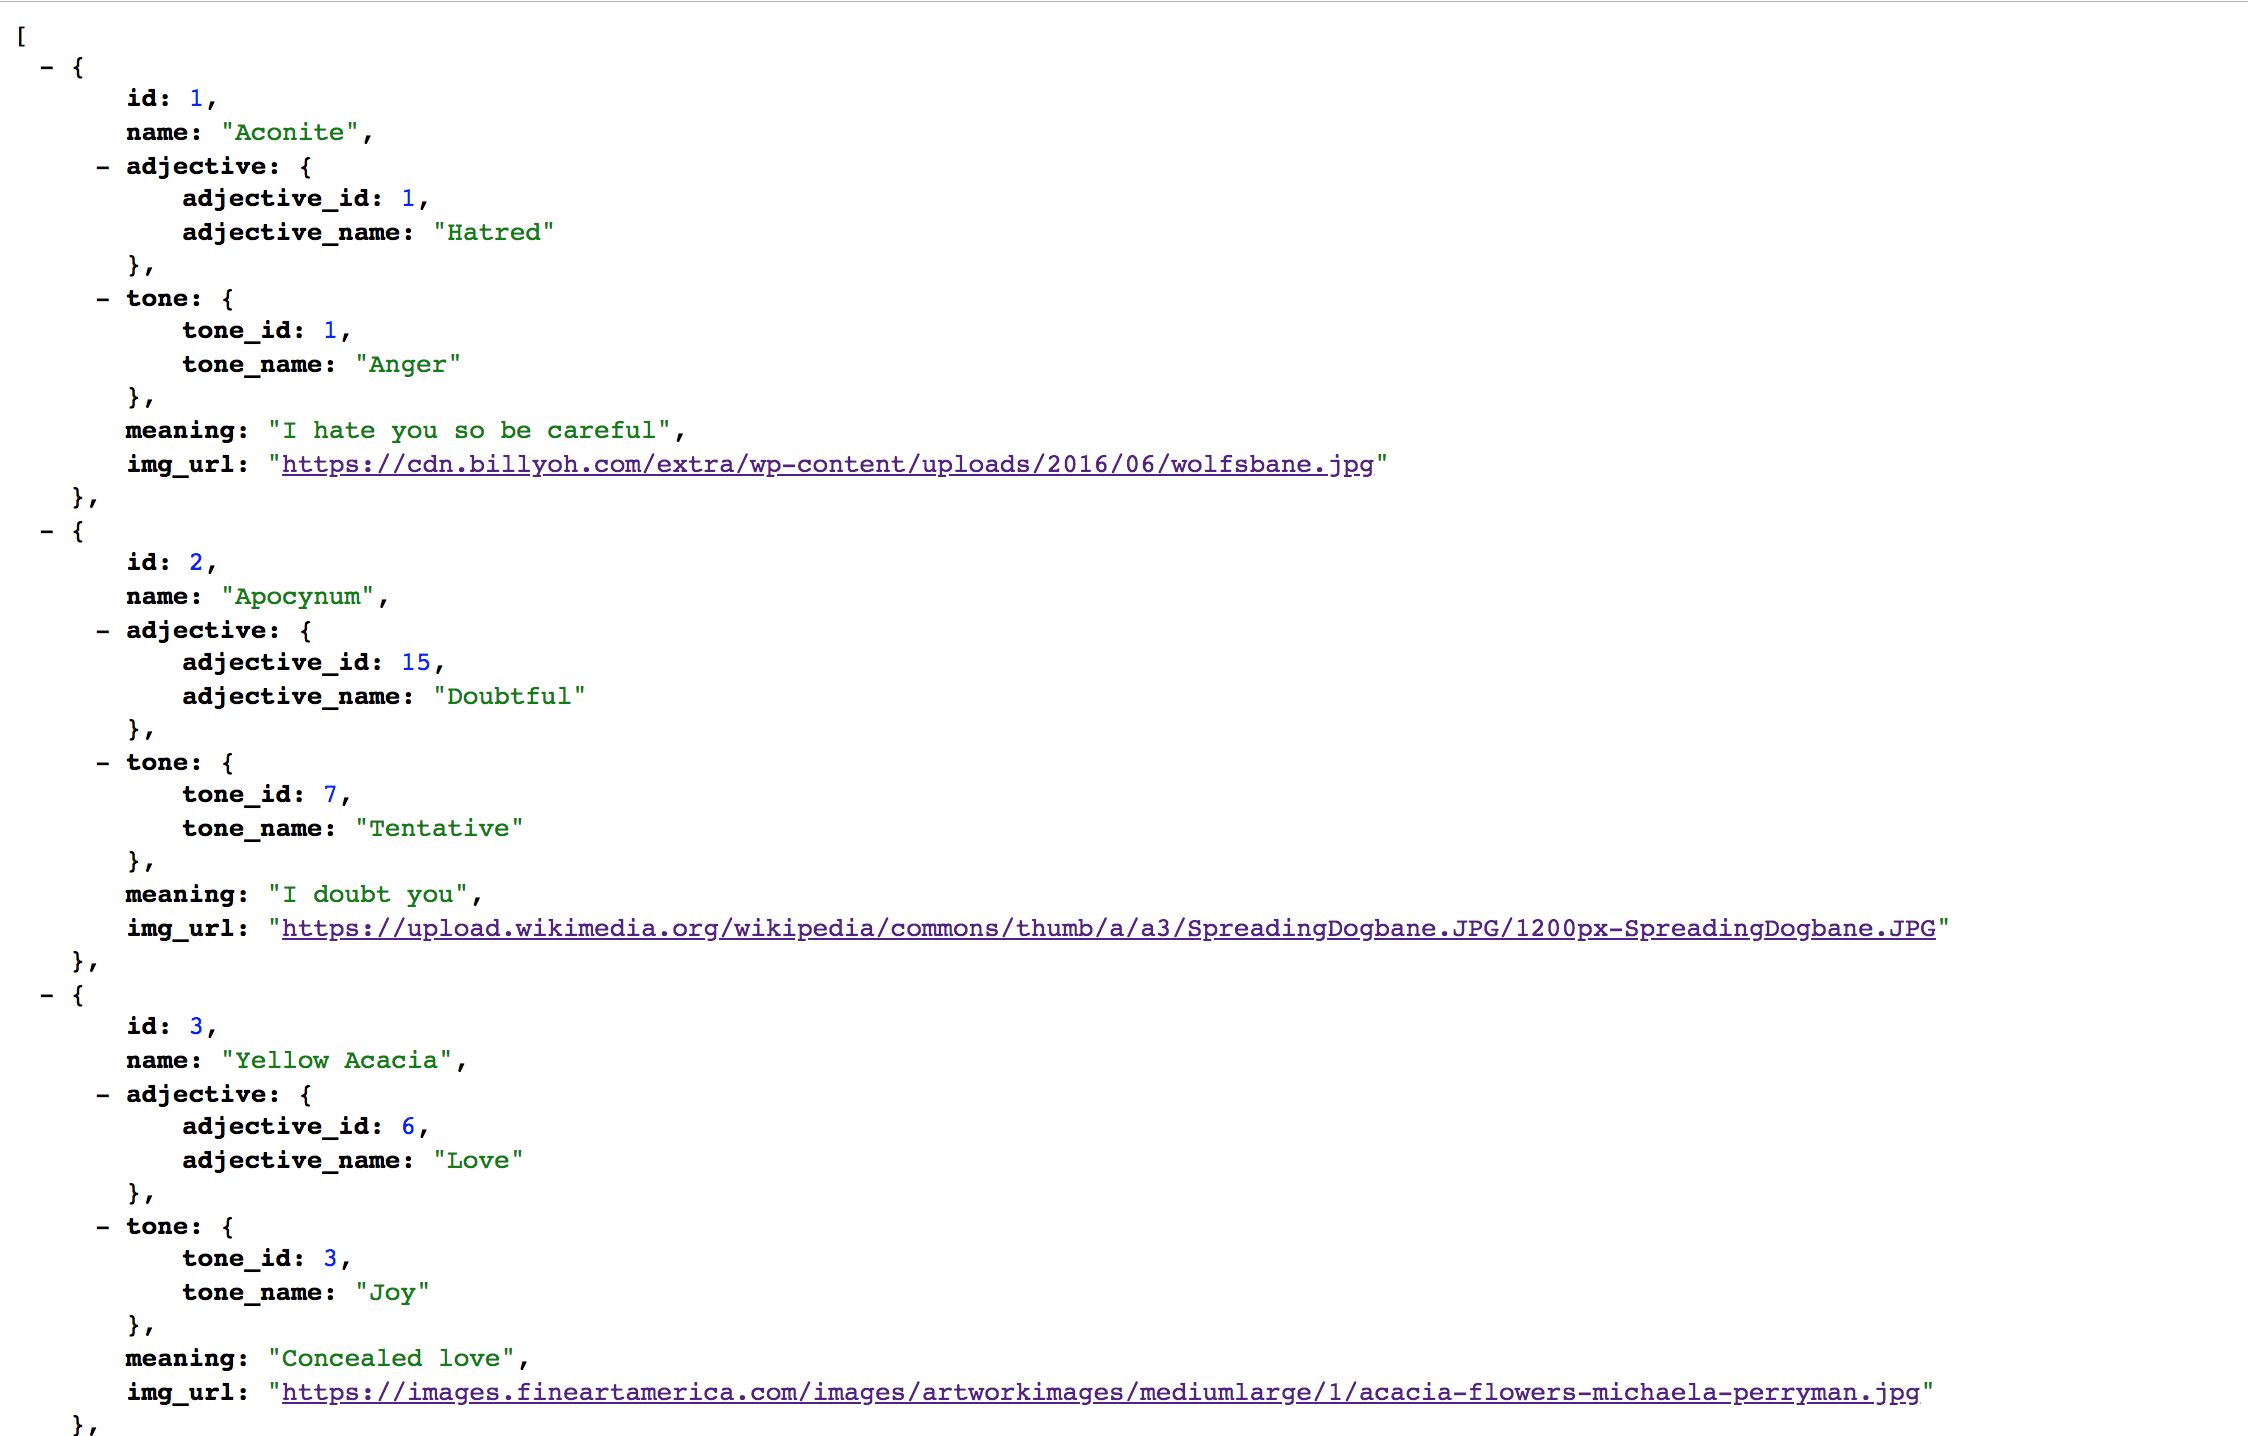 [
- {
id: 1,
name: "Aconite",
- adjective: {
adjective_id: 1,
adjective_name: "Hatred"
},
- tone: {
tone_id: 1,
tone_name: "Anger"
},
meaning: "I hate you so be careful",
img_url: "https://cdn.billyoh.com/extra/wp-content/uploads/2016/06/wolfsbane.jpg"
},
- {
id: 2,
name: "Apocynum",
- adjective: {
adjective_id: 15,
adjective_name: "Doubtful"
},
- tone: {
tone_id: 7,
tone_name: "Tentative"
},
meaning: "I doubt you",
img_url: "https://upload.wikimedia.org/wikipedia/commons/thumb/a/a3/SpreadingDogbane.JPG/1200px-SpreadingDogbane.JPG"
},
- {
id: 3,
name: "Yellow Acacia",
- adjective: {
adjective_id: 6,
adjective_name: "Love"
},
- tone: {
tone_id: 3,
tone_name: "Joy"
},
meaning: "Concealed love",
img_url: "https://images.fineartamerica.com/images/artworkimages/mediumlarge/1/acacia-flowers-michaela-perryman.jpg"
},